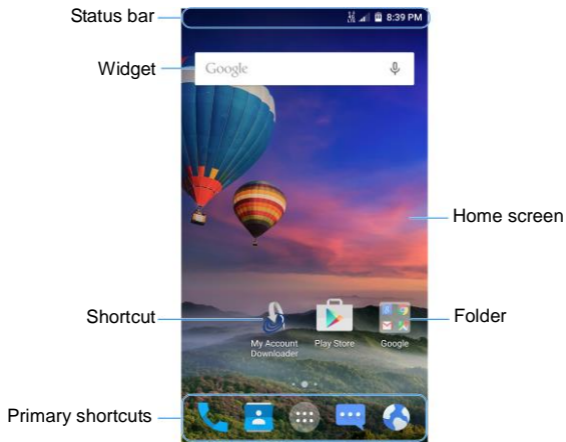 Status bar
8:39 PM
Widget
Google
Home screen
Shortcut
Folder
My Account
Downloader
Play Store
Google
Primary shortcuts